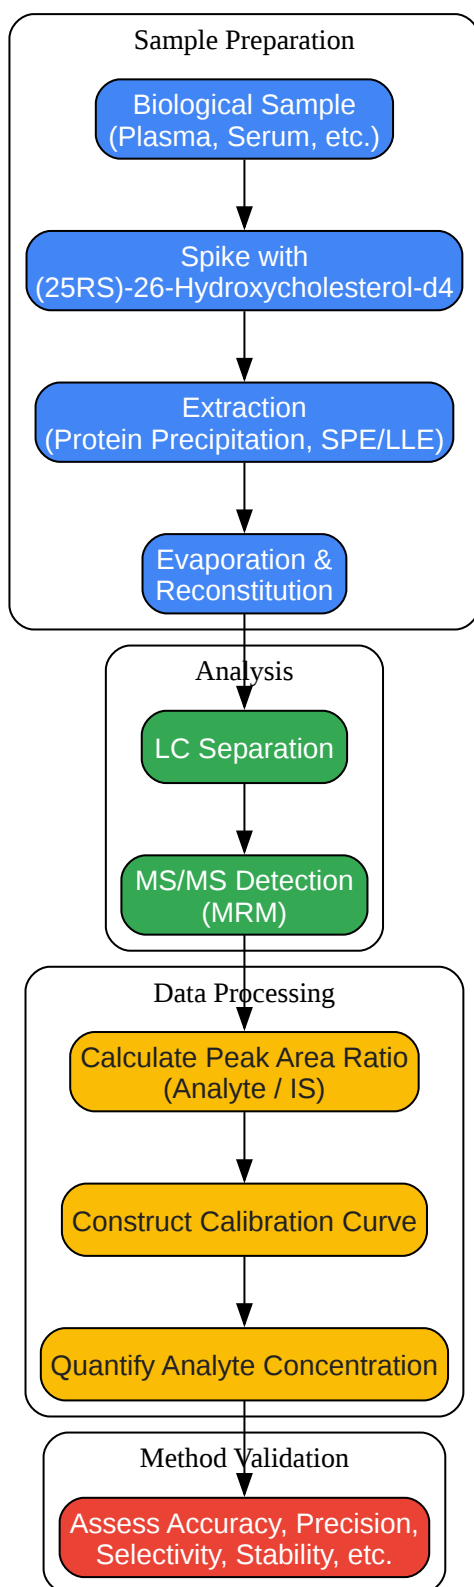 Sample Preparation
Biological Sample
(Plasma, Serum, etc.)
Spike with
(25RS)-26-Hydroxycholesterol-d4
Extraction
(Protein Precipitation, SPE/LLE)
Evaporation &
Reconstitution
Analysis
LC Separation
MS/MS Detection
(MRM)
Data Processing
Calculate Peak Area Ratio
(Analyte / IS)
Construct Calibration Curve
Quantify Analyte Concentration
Method Validation
Assess Accuracy, Precision,
Selectivity, Stability, etc.